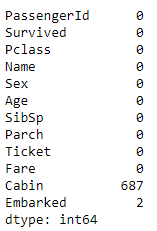 PassengerId 0
Survived 0
Pclass 0
Name 0
Sex 0
Age 0
SibSp 0
Parch 0
Ticket 0
Fare 0
Cabin 687
Embarked 2
dtype: int64